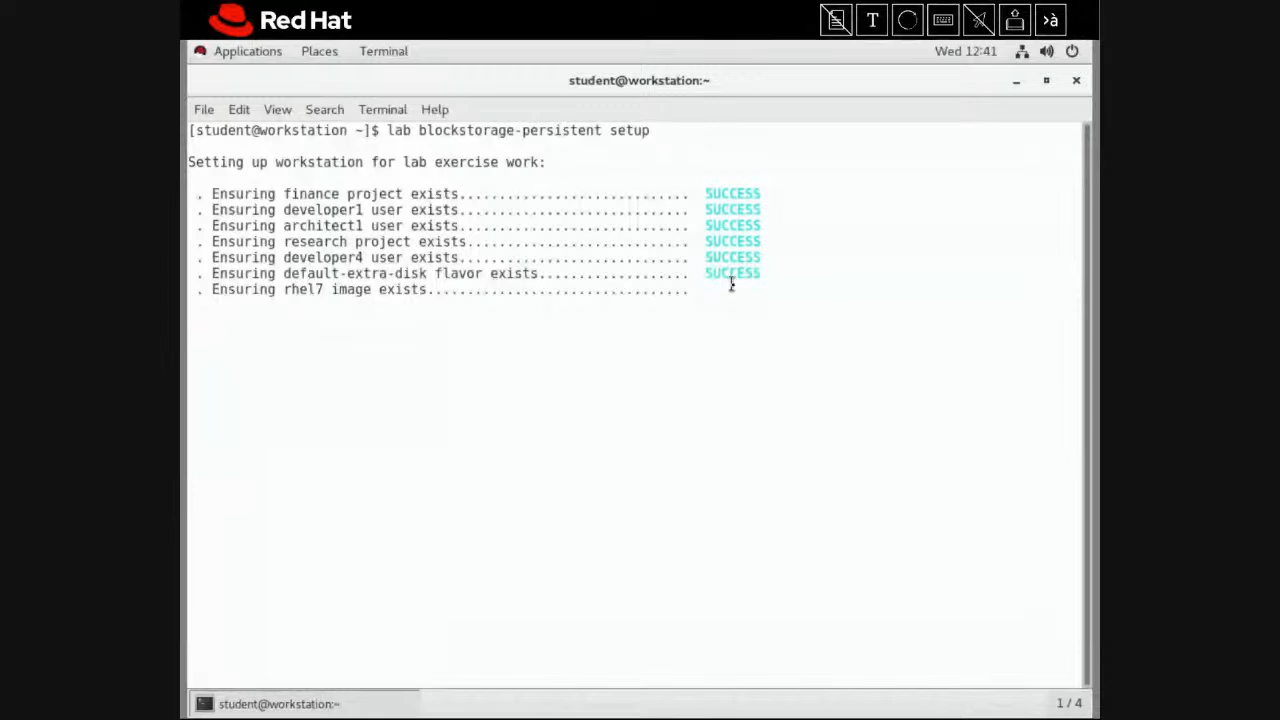 Red Hat
T
›à
Applications Places Terminal Wed 12:41
student@workstation:~
File Edit View Search Terminal Help
[student@workstation ~]$ lab blockstorage-persistent setup
Setting up workstation for lab exercise work:
. Ensuring finance project exists............................. SUCCESS
. Ensuring developer1 user exists............................. SUCCESS
. Ensuring architect1 user exists............................. SUCCESS
. Ensuring research project exists............................ SUCCESS
. Ensuring developer4 user exists............................. SUCCESS
. Ensuring default-extra-disk flavor exists................... SUCCESS
. Ensuring rhel7 image exists.................................
student@workstation:~ 1 / 4